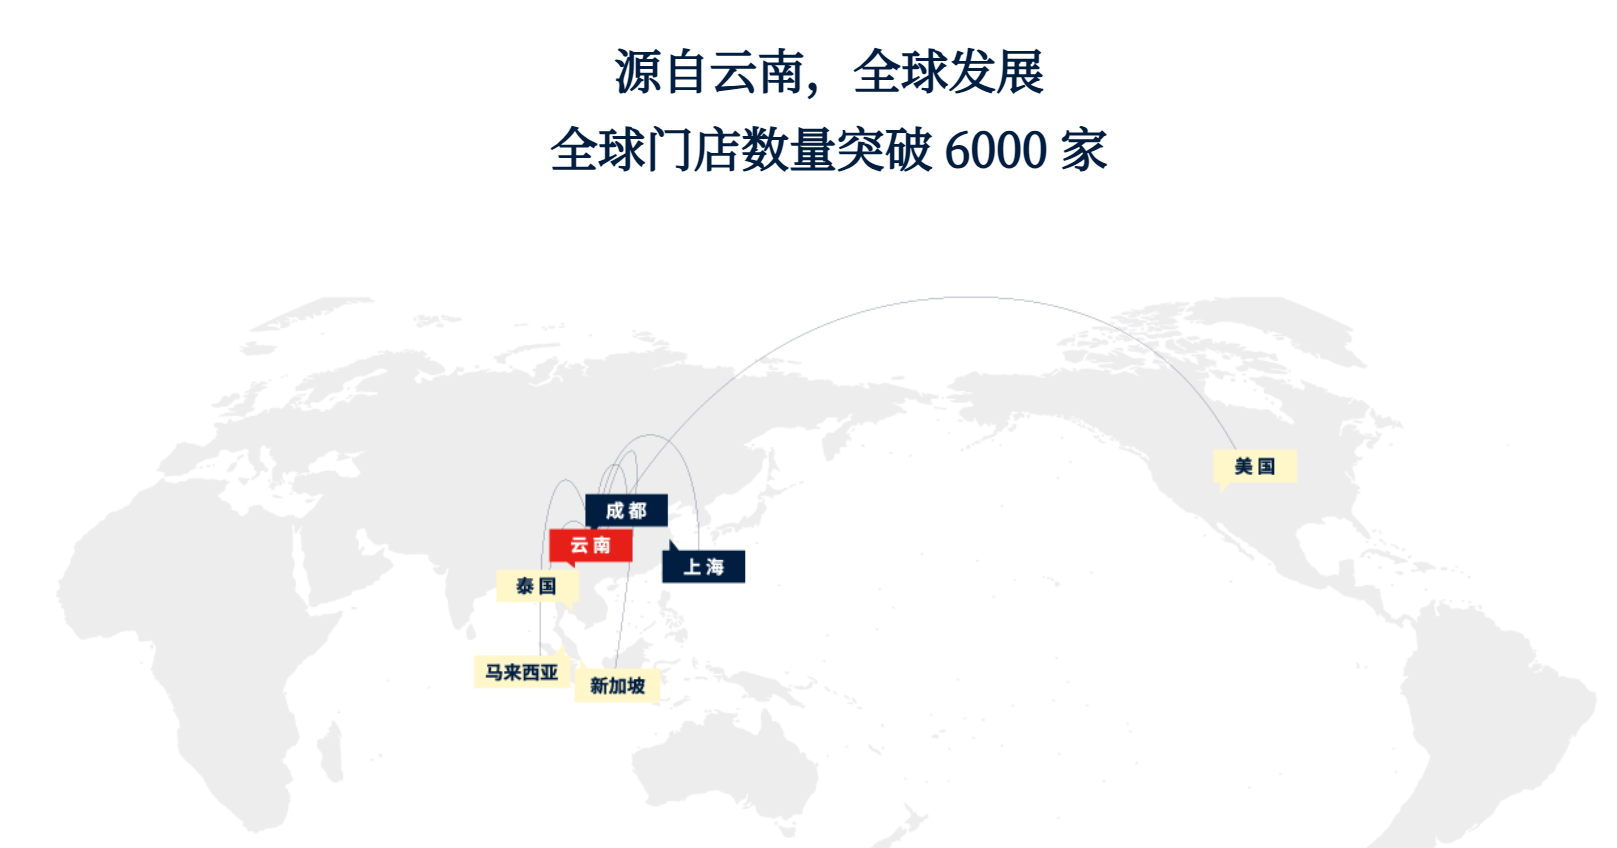 源自云南，全球发展
全球门店数量突破 6000 家
美国
成都
云南
上海
泰国
马来西亚
新加坡